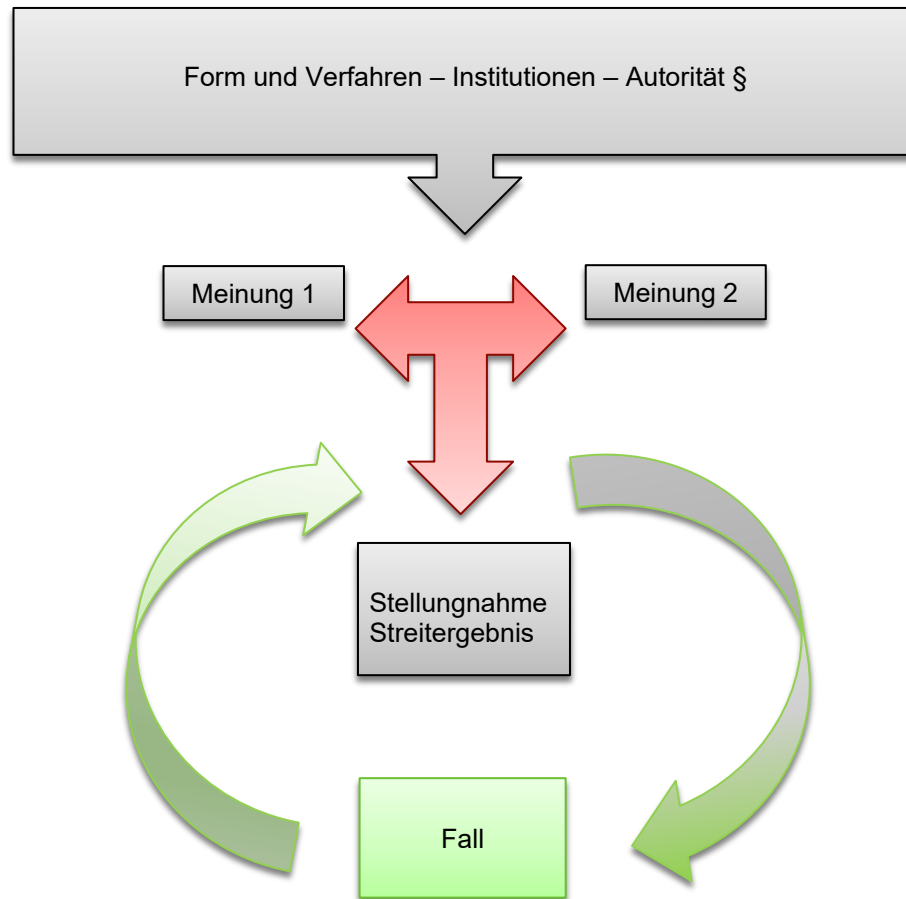 Form und Verfahren – Institutionen – Autorität §
Meinung 1
Meinung 2
Stellungnahme
Streitergebnis
Fall